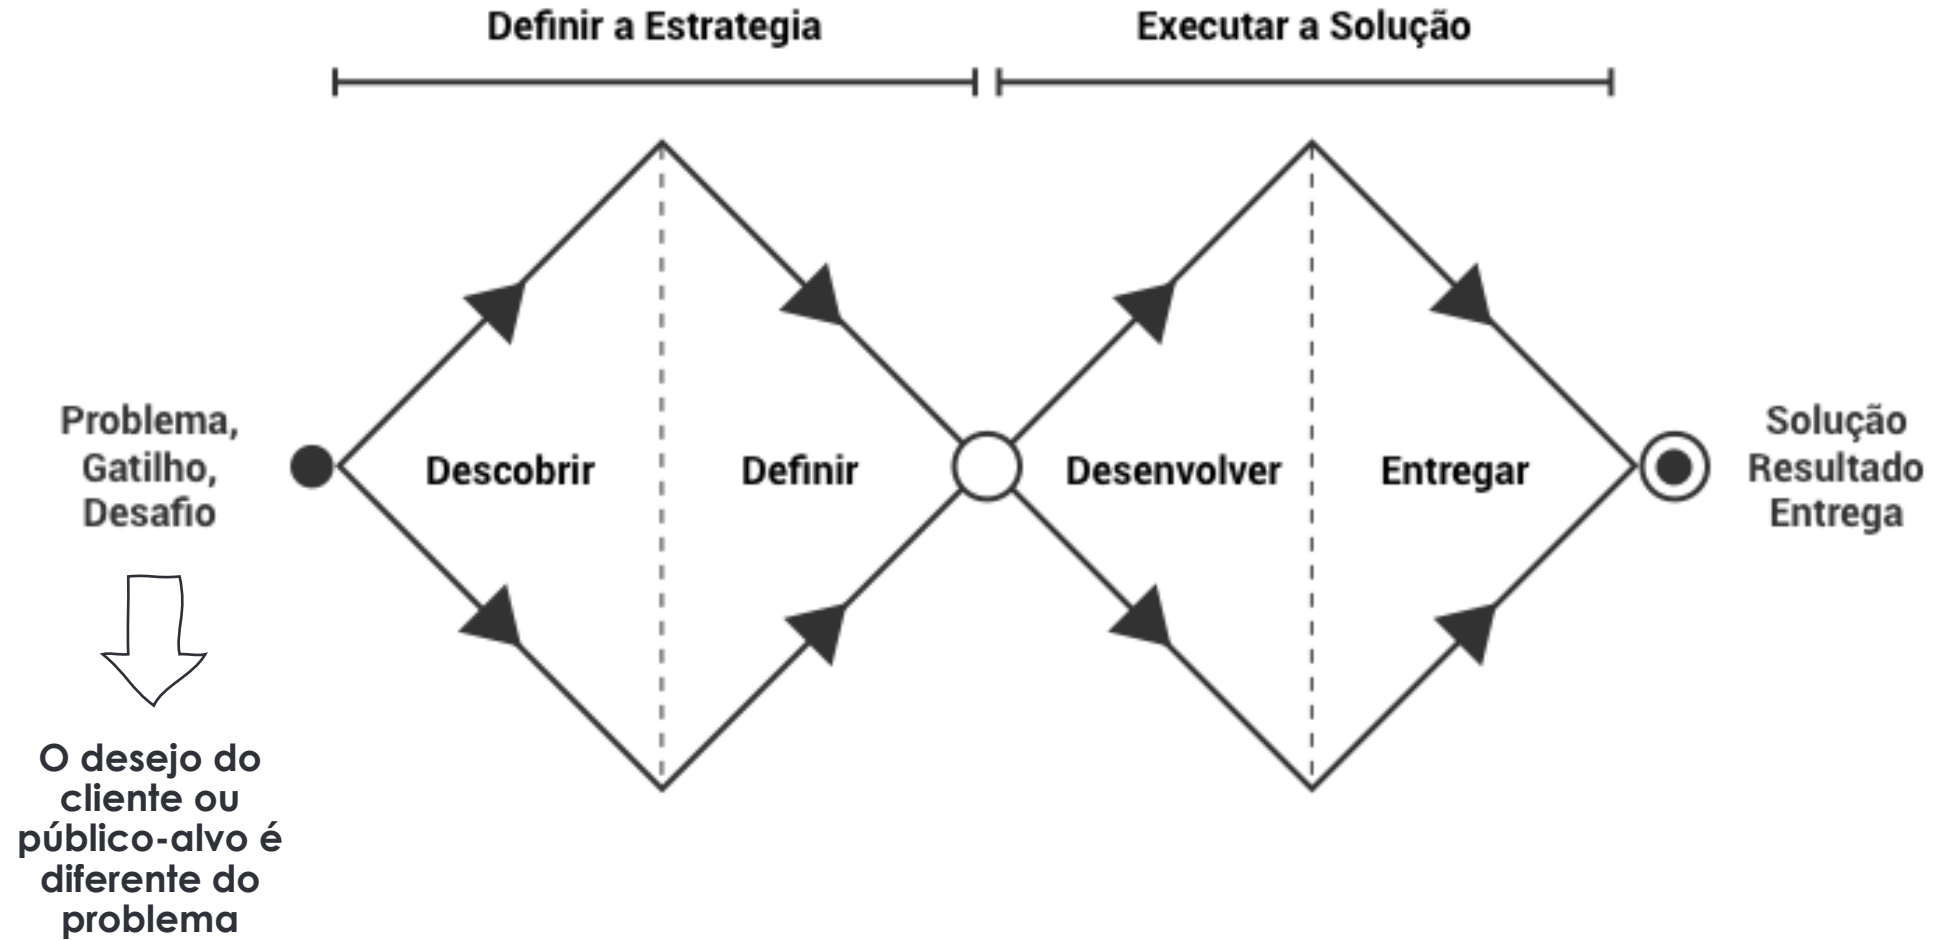 Definir a Estrategia
Executar a Solução
Problema,
Gatilho,
Desafio
Descobrir
Definir
Desenvolver
Entregar
Solução
Resultado
Entrega
O desejo do
cliente ou
público-alvo é
diferente do
problema